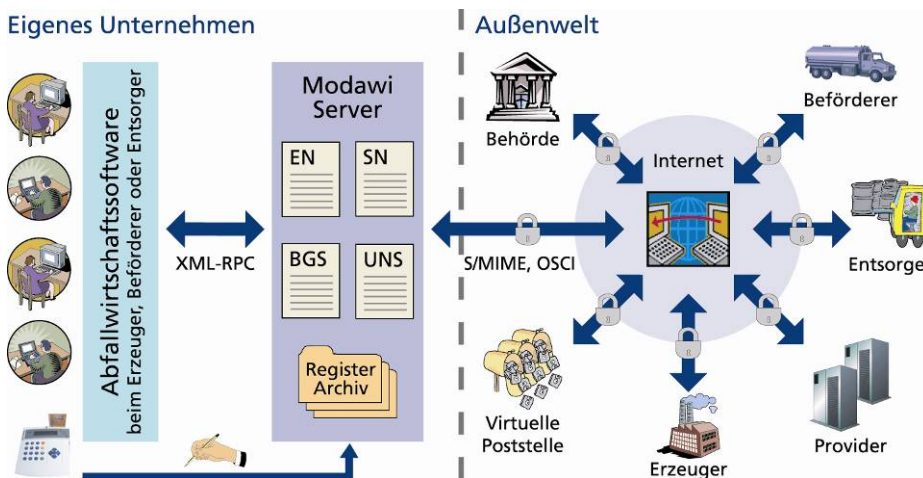 Eigenes Unternehmen
Außenwelt
Abfallwirtschaftssoftware
beim Erzeuger, Beförderer oder Entsorger
XML-RPC
Modawi
Server
EN
SN
BGS
UNS
Register
Archiv
S/MIME, OSCI
Internet
Behörde
Beförderer
Entsorge
Provider
Erzeuger
Virtuelle
Poststelle